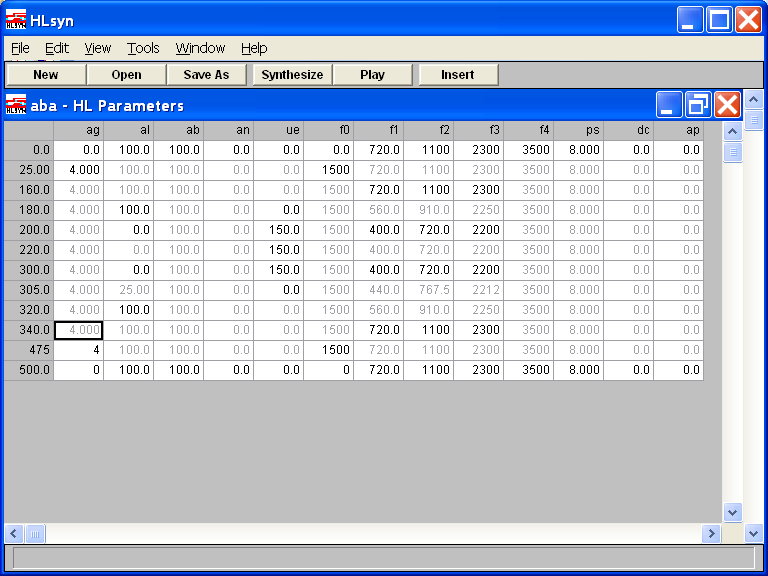 HLsyn
File Edit View Tools Window Help
New Open Save As Synthesize Play Insert
aba - HL Parameters
ag al ab an ue f0 f1 f2 f3 f4 ps dc ap
0.0 0.0 100.0 100.0 0.0 0.0 0.0 720.0 1100 2300 3500 8.000 0.0 0.0
25.00 4.000 100.0 100.0 0.0 0.0 1500 720.0 1100 2300 3500 8.000 0.0 0.0
160.0 4.000 100.0 100.0 0.0 0.0 1500 720.0 1100 2300 3500 8.000 0.0 0.0
180.0 4.000 100.0 100.0 0.0 0.0 1500 560.0 910.0 2250 3500 8.000 0.0 0.0
200.0 4.000 0.0 100.0 0.0 150.0 1500 400.0 720.0 2200 3500 8.000 0.0 0.0
220.0 4.000 0.0 100.0 0.0 150.0 1500 400.0 720.0 2200 3500 8.000 0.0 0.0
300.0 4.000 0.0 100.0 0.0 150.0 1500 400.0 720.0 2200 3500 8.000 0.0 0.0
305.0 4.000 25.00 100.0 0.0 0.0 1500 440.0 767.5 2212 3500 8.000 0.0 0.0
320.0 4.000 100.0 100.0 0.0 0.0 1500 560.0 910.0 2250 3500 8.000 0.0 0.0
340.0 4.000 100.0 100.0 0.0 0.0 1500 720.0 1100 2300 3500 8.000 0.0 0.0
475 4 100.0 100.0 0.0 0.0 1500 720.0 1100 2300 3500 8.000 0.0 0.0
500.0 0 100.0 100.0 0.0 0.0 0 720.0 1100 2300 3500 8.000 0.0 0.0